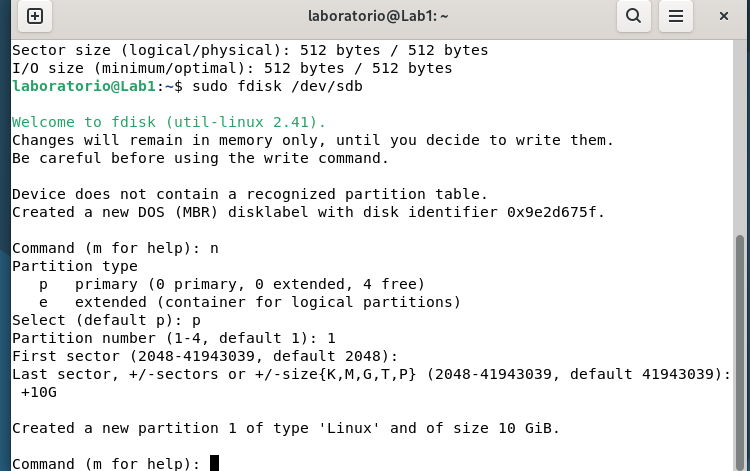 laboratorio@Lab1: ~
Sector size (logical/physical): 512 bytes / 512 bytes
I/O size (minimum/optimal): 512 bytes / 512 bytes
laboratorio@Lab1:~$ sudo fdisk /dev/sdb
Welcome to fdisk (util-linux 2.41).
Changes will remain in memory only, until you decide to write them.
Be careful before using the write command.
Device does not contain a recognized partition table.
Created a new DOS (MBR) disklabel with disk identifier 0x9e2d675f.
Command (m for help): n
Partition type
   p   primary (0 primary, 0 extended, 4 free)
   e   extended (container for logical partitions)
Select (default p): p
Partition number (1-4, default 1): 1
First sector (2048-41943039, default 2048):
Last sector, +/-sectors or +/-size{K,M,G,T,P} (2048-41943039, default 41943039):
 +10G
Created a new partition 1 of type 'Linux' and of size 10 GiB.
Command (m for help):